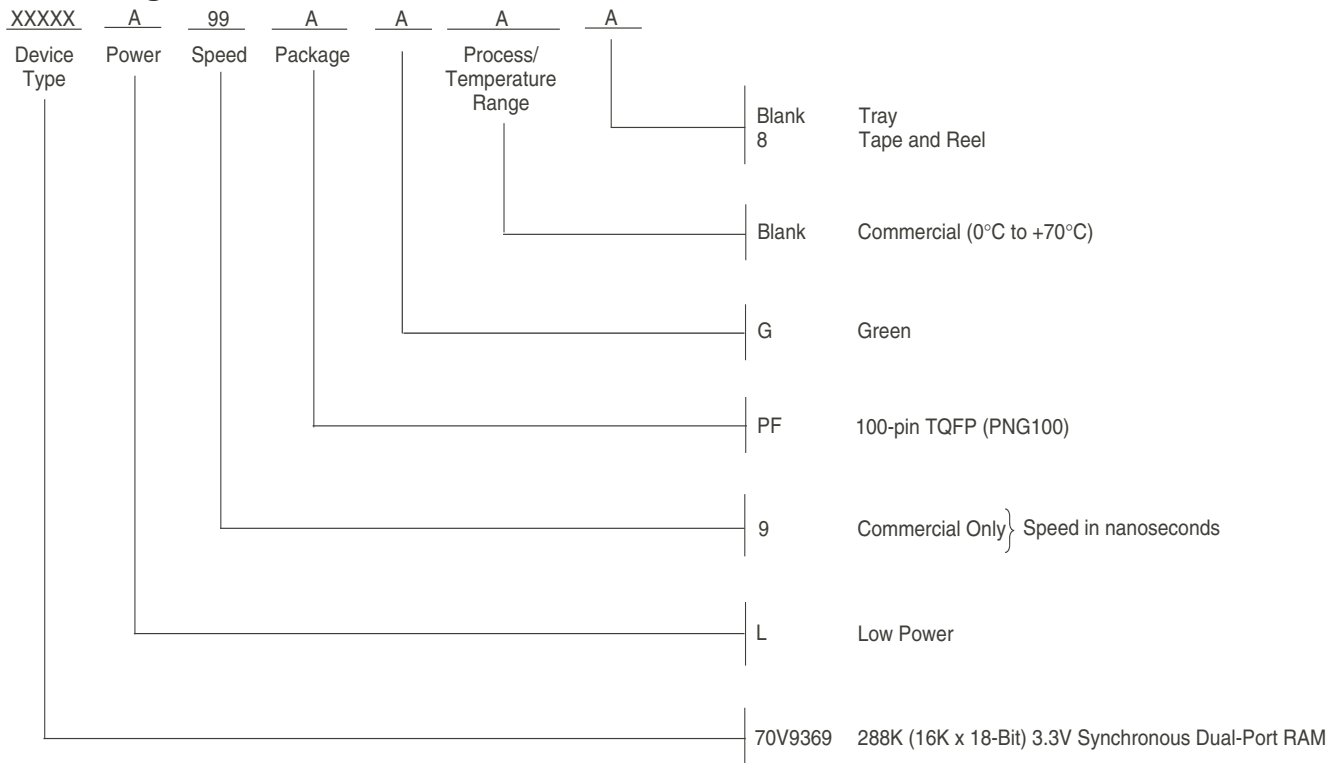 XXXXX A 99 A A A A
Device Type Power Speed Package Process/ Temperature Range
Blank Tray
8 Tape and Reel
Blank Commercial (0°C to +70°C)
G Green
PF 100-pin TQFP (PNG100)
9 Commercial Only} Speed in nanoseconds
L Low Power
70V9369 288K (16K x 18-Bit) 3.3V Synchronous Dual-Port RAM